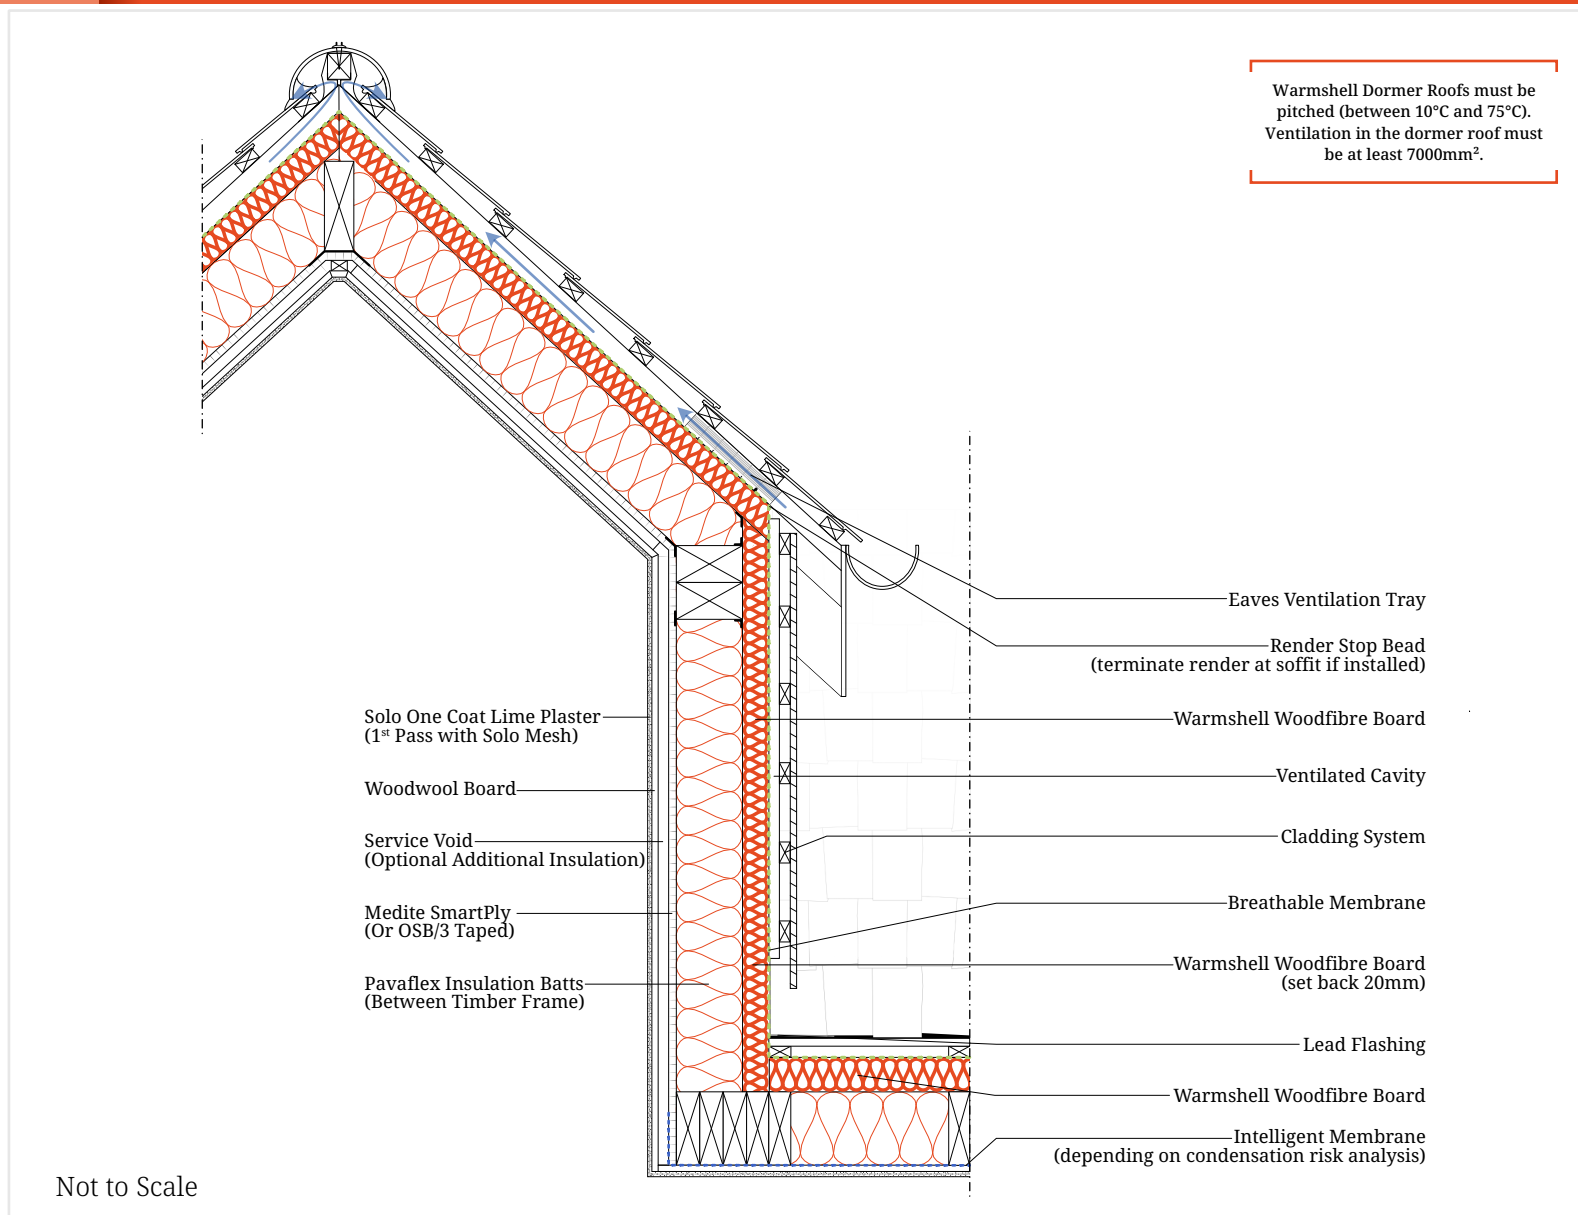 Warmshell Dormer Roofs must be
pitched (between 10°C and 75°C).
Ventilation in the dormer roof must
be at least 7000mm².
Eaves Ventilation Tray
Render Stop Bead
(terminate render at soffit if installed)
Warmshell Woodfibre Board
Ventilated Cavity
Cladding System
Breathable Membrane
Warmshell Woodfibre Board
(set back 20mm)
Lead Flashing
Warmshell Woodfibre Board
Intelligent Membrane
(depending on condensation risk analysis)
Solo One Coat Lime Plaster
(1st Pass with Solo Mesh)
Woodwool Board
Service Void
(Optional Additional Insulation)
Medite SmartPly
(Or OSB/3 Taped)
Pavaflex Insulation Batts
(Between Timber Frame)
Not to Scale